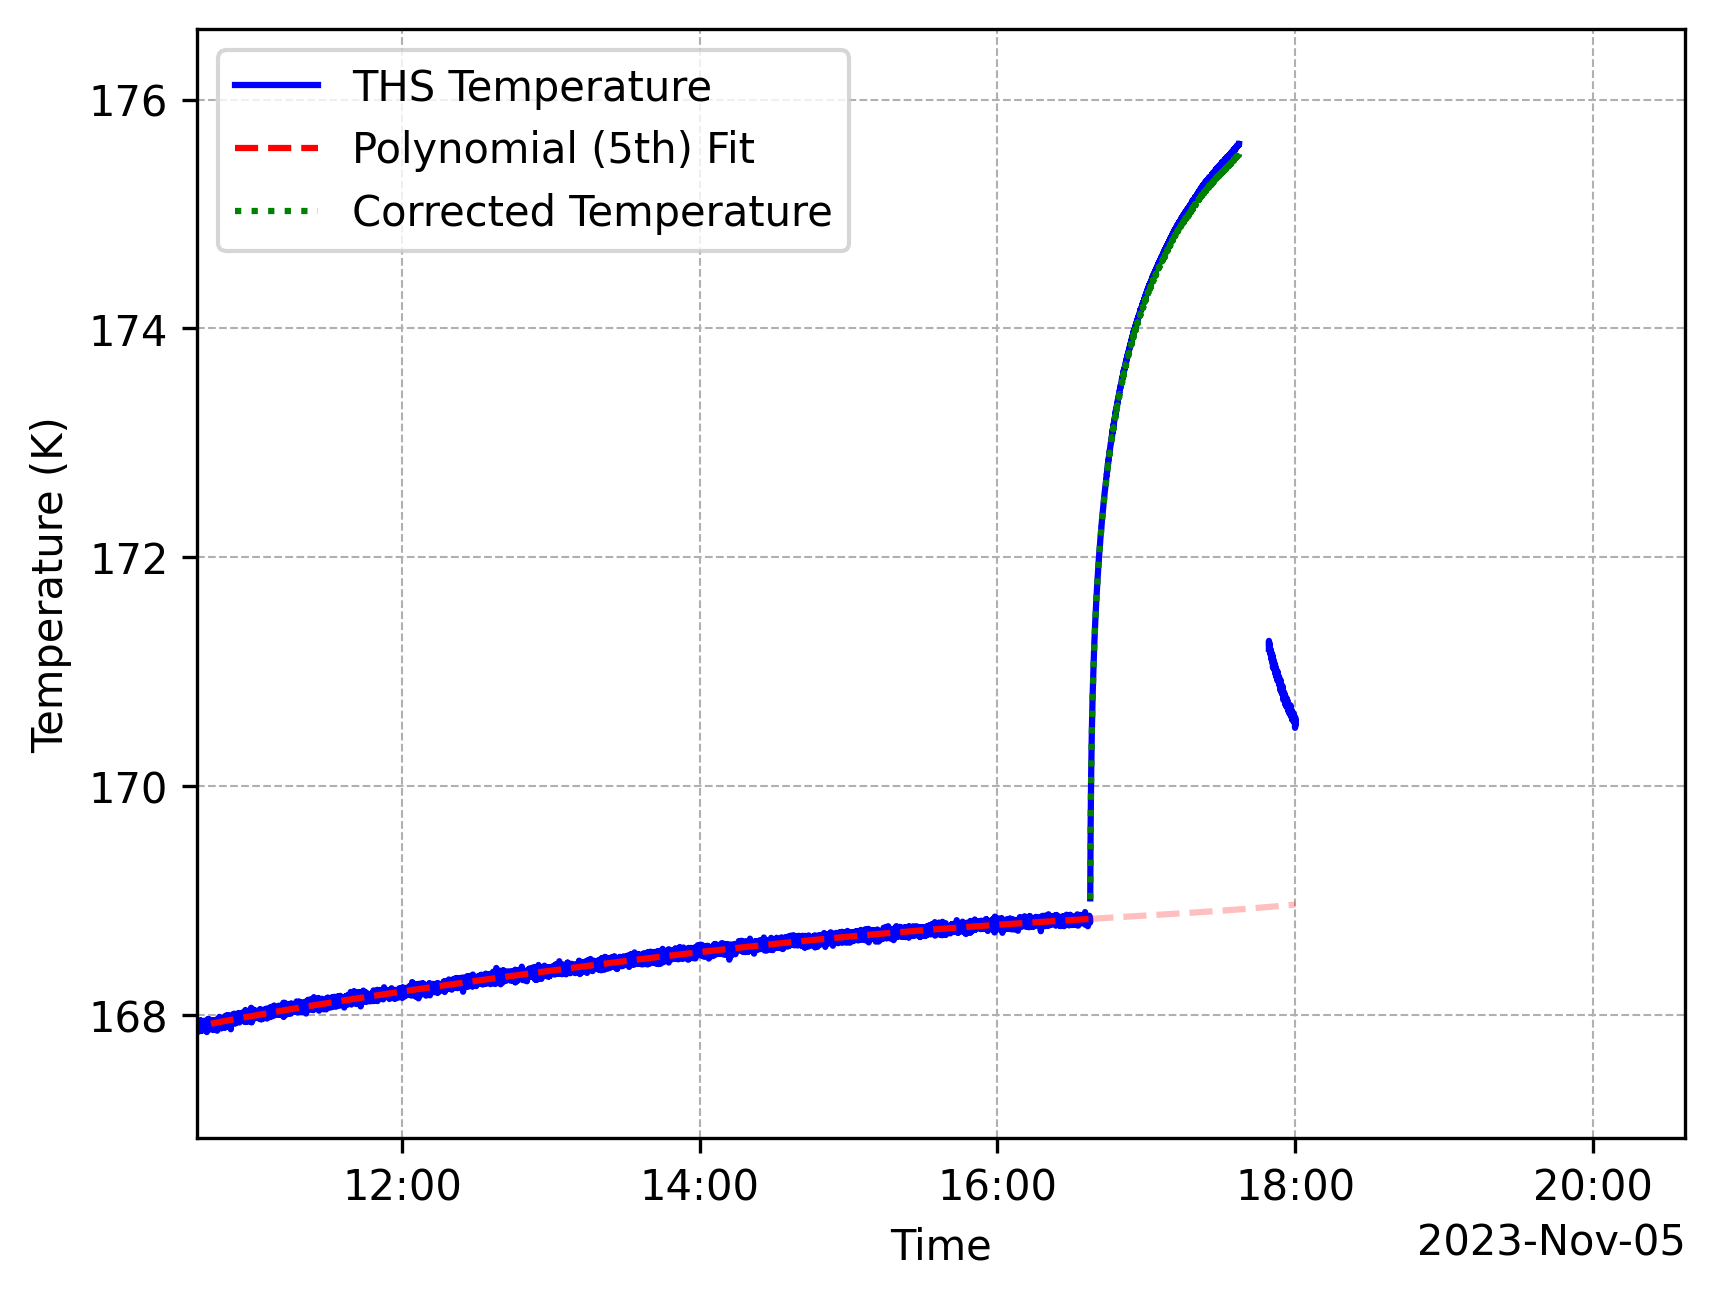 THS Temperature
Polynomial (5th) Fit
Corrected Temperature
176
174
172
170
168
Temperature (K)
12:00 14:00 16:00 18:00 20:00
Time
2023-Nov-05